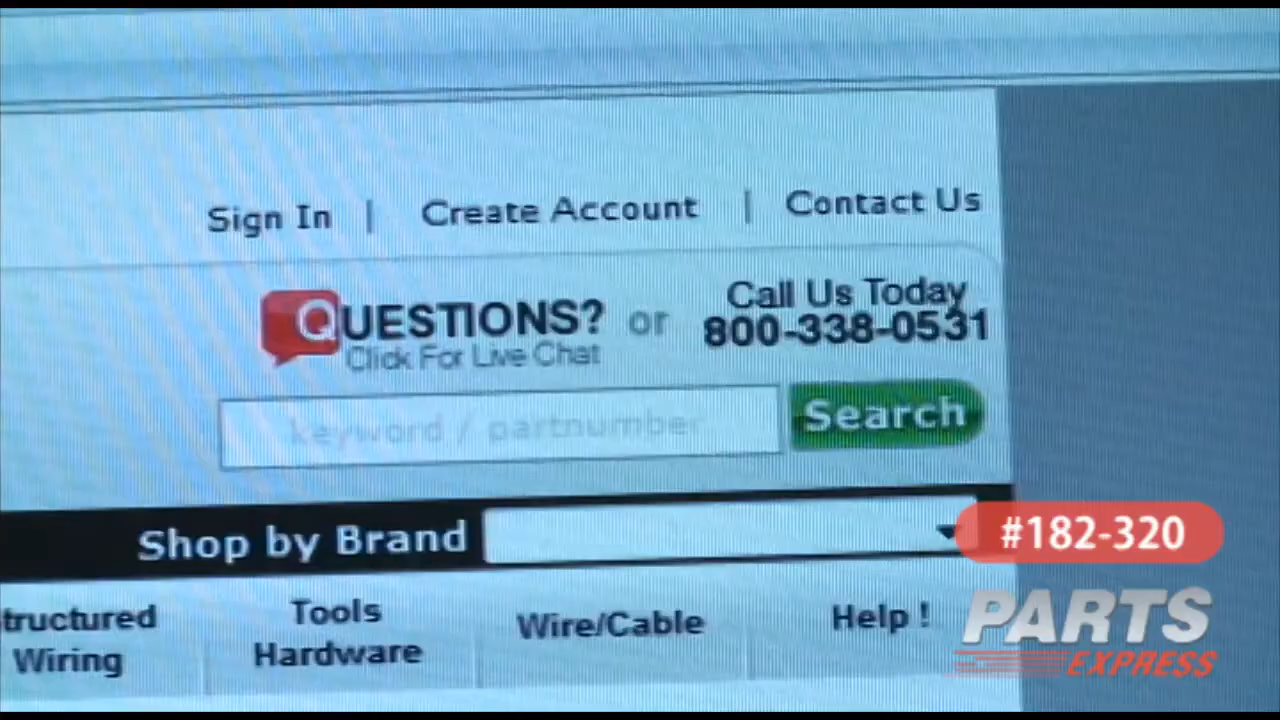 Sign In | Create Account | Contact Us
QUESTIONS? or Call Us Today
Click For Live Chat 800-338-0531
keyword / partnumber Search
Shop by Brand
#182-320
tructured Wiring
Tools Hardware
Wire/Cable
Help !
PARTS
EXPRESS